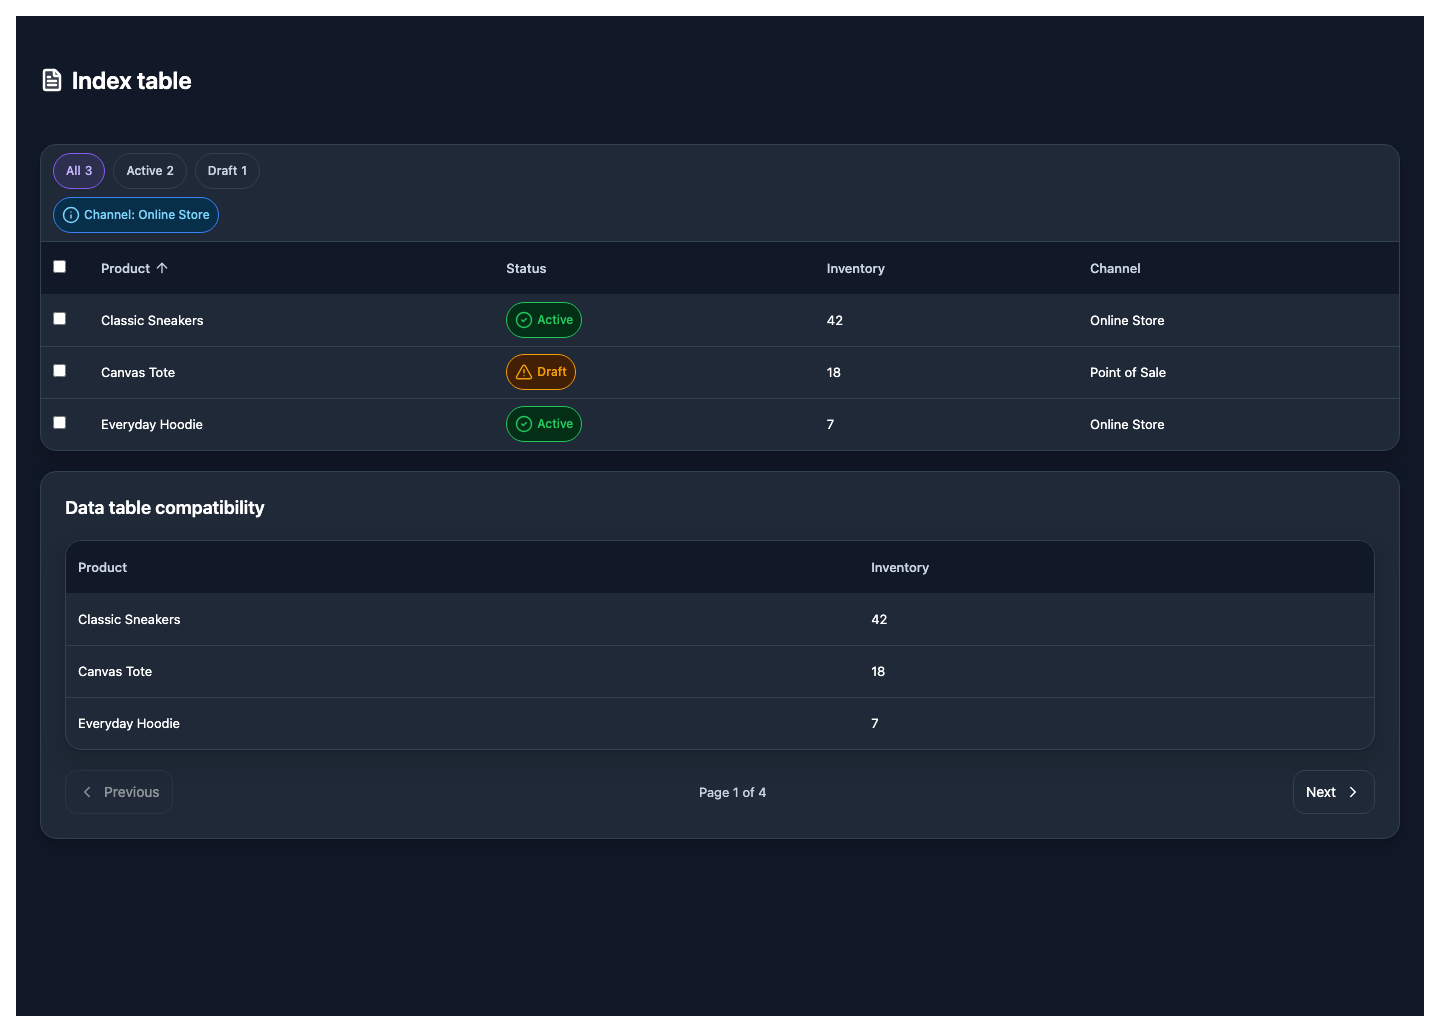 Index table
All 3 Active 2 Draft 1
Channel: Online Store
Product Status Inventory Channel
Classic Sneakers Active 42 Online Store
Canvas Tote Draft 18 Point of Sale
Everyday Hoodie Active 7 Online Store
Data table compatibility
Product Inventory
Classic Sneakers 42
Canvas Tote 18
Everyday Hoodie 7
Previous Page 1 of 4 Next